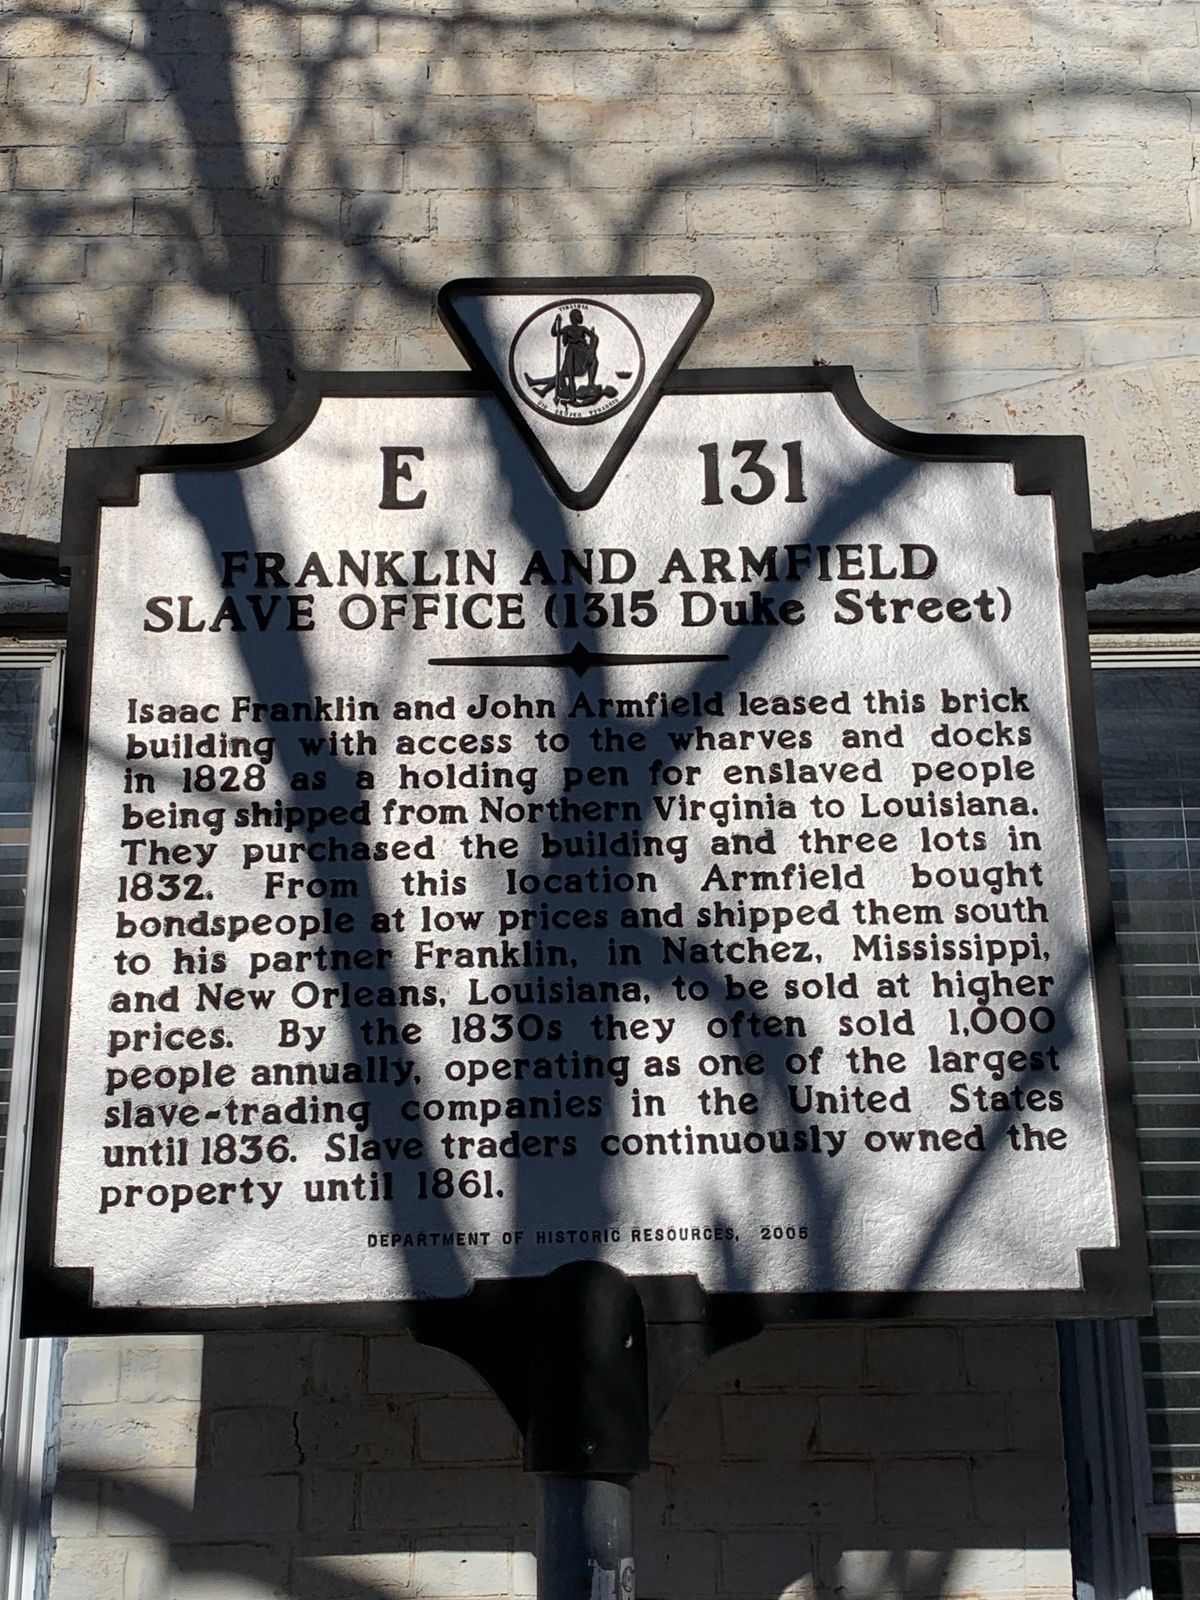 VIRGINIA
SIC SEMPER TYRANNIS
E 131
FRANKLIN AND ARMFIELD
SLAVE OFFICE (1315 Duke Street)
Isaac Franklin and John Armfield leased this brick
building with access to the wharves and docks
in 1828 as a holding pen for enslaved people
being shipped from Northern Virginia to Louisiana.
They purchased the building and three lots in
1832. From this location Armfield bought
bondspeople at low prices and shipped them south
to his partner Franklin, in Natchez, Mississippi,
and New Orleans, Louisiana, to be sold at higher
prices. By the 1830s they often sold 1,000
people annually, operating as one of the largest
slave-trading companies in the United States
until 1836. Slave traders continuously owned the
property until 1861.
DEPARTMENT OF HISTORIC RESOURCES, 2005